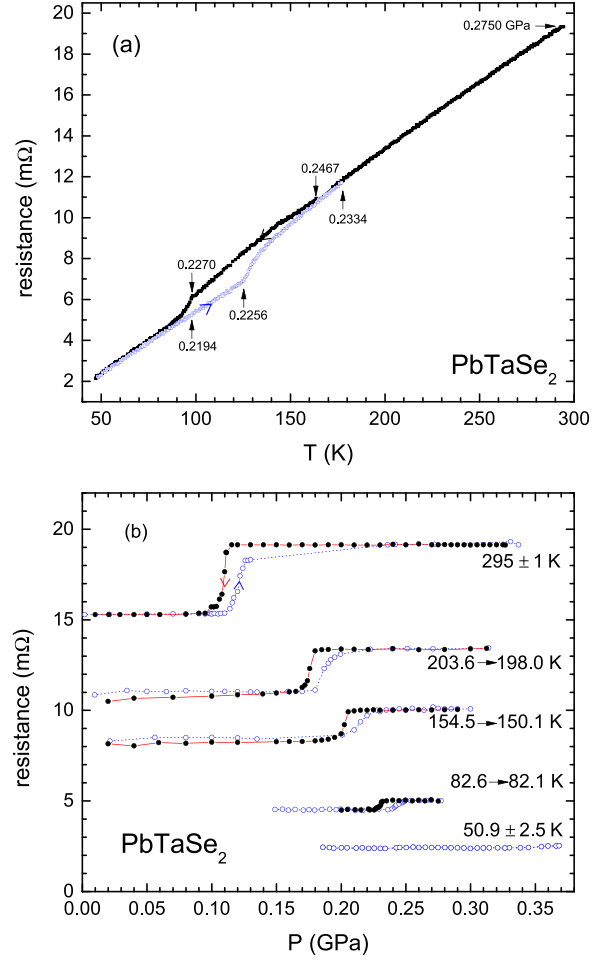 (a)
0.2750 GPa
0.2467
0.2334
0.2270
0.2256
0.2194
PbTaSe2
20
18
16
14
12
10
8
6
4
2
resistance (mΩ)
50 100 150 200 250 300
T (K)
(b)
295 ± 1 K
203.6→198.0 K
154.5→150.1 K
82.6→82.1 K
50.9 ± 2.5 K
PbTaSe2
20
15
10
5
0
resistance (mΩ)
0.00 0.05 0.10 0.15 0.20 0.25 0.30 0.35
P (GPa)